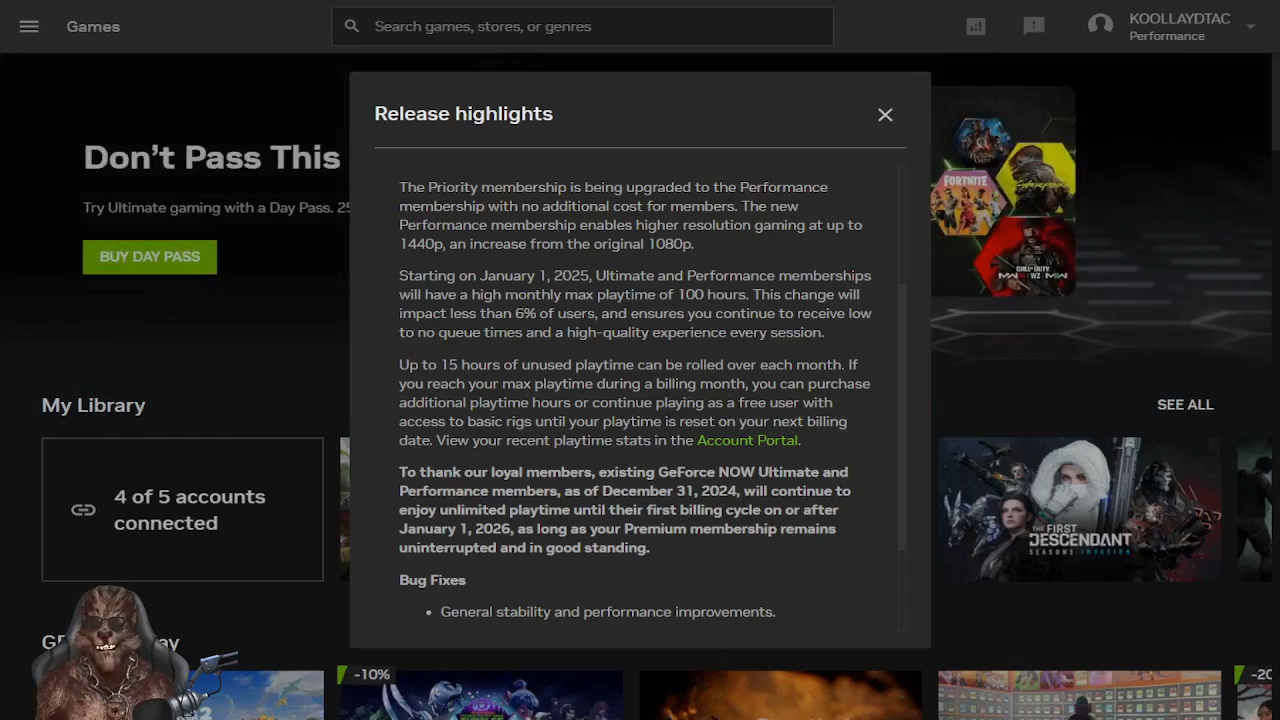 Games
Search games, stores, or genres
KOOLLAYDTAC
Performance
Release highlights
Don't Pass This
Try Ultimate gaming with a Day Pass. 25
BUY DAY PASS
The Priority membership is being upgraded to the Performance
membership with no additional cost for members. The new
Performance membership enables higher resolution gaming at up to
1440p, an increase from the original 1080p.
Starting on January 1, 2025, Ultimate and Performance memberships
will have a high monthly max playtime of 100 hours. This change will
impact less than 6% of users, and ensures you continue to receive low
to no queue times and a high-quality experience every session.
Up to 15 hours of unused playtime can be rolled over each month. If
you reach your max playtime during a billing month, you can purchase
additional playtime hours or continue playing as a free user with
access to basic rigs until your playtime is reset on your next billing
date. View your recent playtime stats in the Account Portal.
To thank our loyal members, existing GeForce NOW Ultimate and
Performance members, as of December 31, 2024, will continue to
enjoy unlimited playtime until their first billing cycle on or after
January 1, 2026, as long as your Premium membership remains
uninterrupted and in good standing.
Bug Fixes
• General stability and performance improvements.
FORTNITE
CALL OF DUTY
My Library
SEE ALL
4 of 5 accounts
connected
THE FIRST
DESCENDANT
SEASON 1 INVASION
-10%
-20